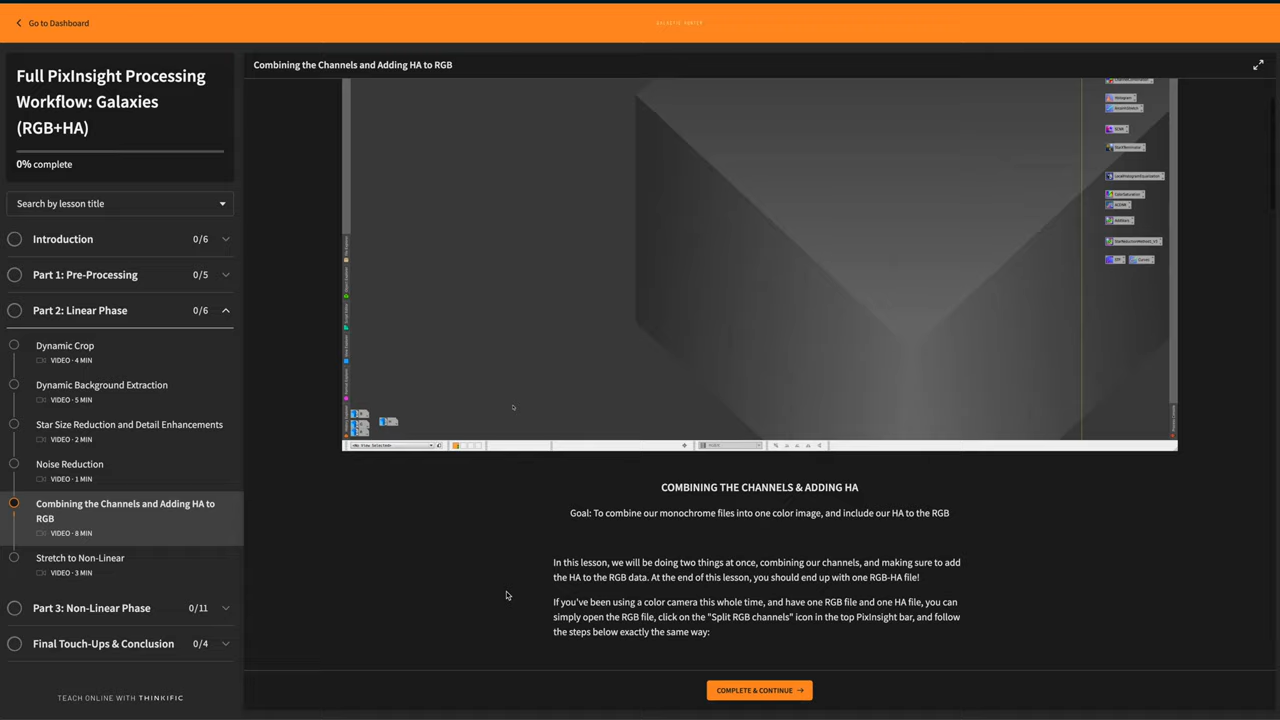 Go to Dashboard
Full PixInsight Processing
Workflow: Galaxies
(RGB+HA)
0% complete
Search by lesson title
Introduction 0/6
Part 1: Pre-Processing 0/5
Part 2: Linear Phase 0/6
Dynamic Crop
VIDEO · 4 MIN
Dynamic Background Extraction
VIDEO · 5 MIN
Star Size Reduction and Detail Enhancements
VIDEO · 2 MIN
Noise Reduction
VIDEO · 1 MIN
Combining the Channels and Adding HA to
RGB
VIDEO · 8 MIN
Stretch to Non-Linear
VIDEO · 3 MIN
Part 3: Non-Linear Phase 0/11
Final Touch-Ups & Conclusion 0/4
TEACH ONLINE WITH THINKIFIC
Combining the Channels and Adding HA to RGB
COMBINING THE CHANNELS & ADDING HA
Goal: To combine our monochrome files into one color image, and include our HA to the RGB
In this lesson, we will be doing two things at once, combining our channels, and making sure to add
the HA to the RGB data. At the end of this lesson, you should end up with one RGB-HA file!
If you've been using a color camera this whole time, and have one RGB file and one HA file, you can
simply open the RGB file, click on the "Split RGB channels" icon in the top PixInsight bar, and follow
the steps below exactly the same way:
COMPLETE & CONTINUE →